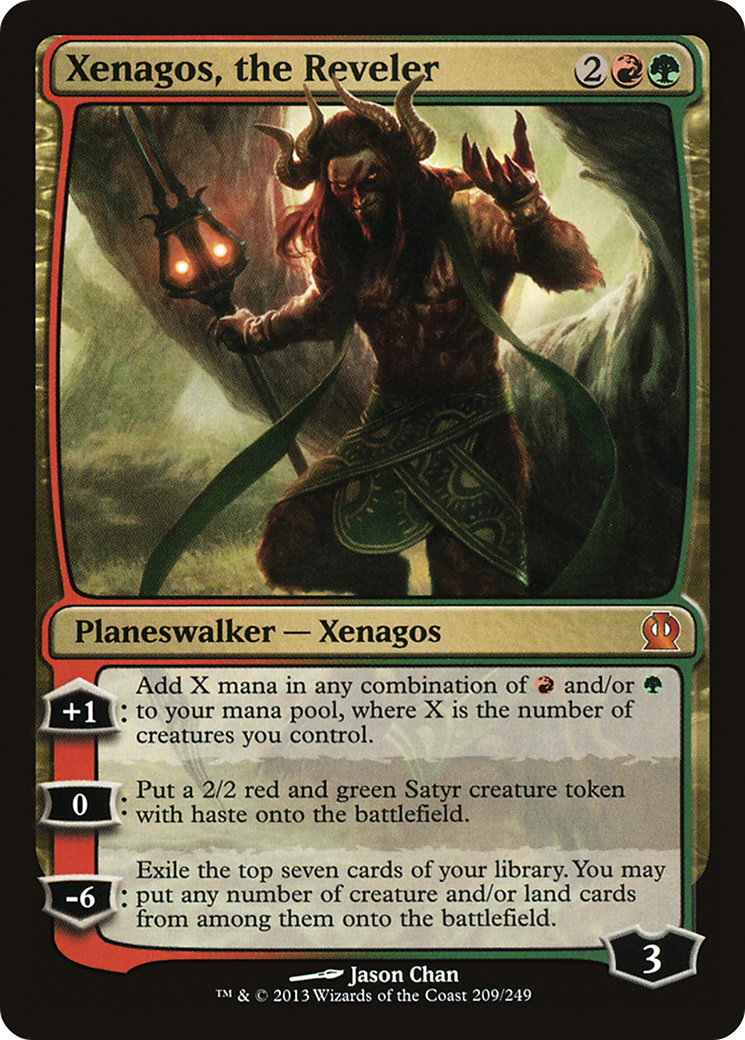 Xenagos, the Reveler 2
Planeswalker — Xenagos
+1: Add X mana in any combination of and/or
to your mana pool, where X is the number of
creatures you control.
0: Put a 2/2 red and green Satyr creature token
with haste onto the battlefield.
-6: Exile the top seven cards of your library. You may
put any number of creature and/or land cards
from among them onto the battlefield.
3
Jason Chan
™ & © 2013 Wizards of the Coast 209/249